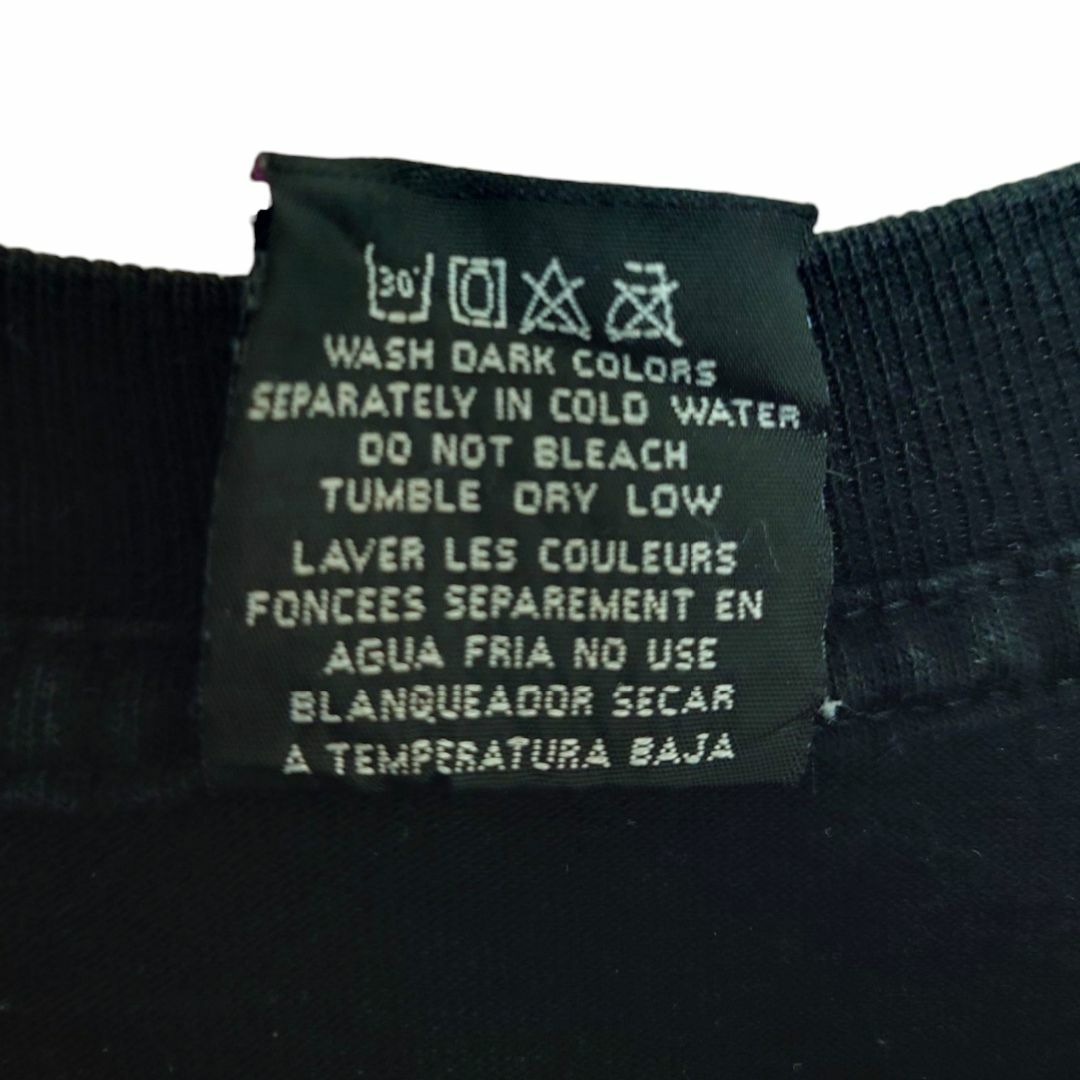 30°
WASH DARK COLORS
SEPARATELY IN COLD WATER
DO NOT BLEACH
TUMBLE DRY LOW
LAVER LES COULEURS
FONCEES SEPAREMENT EN
AGUA FRIA NO USE
BLANQUEADOR SECAR
A TEMPERATURA BAJA